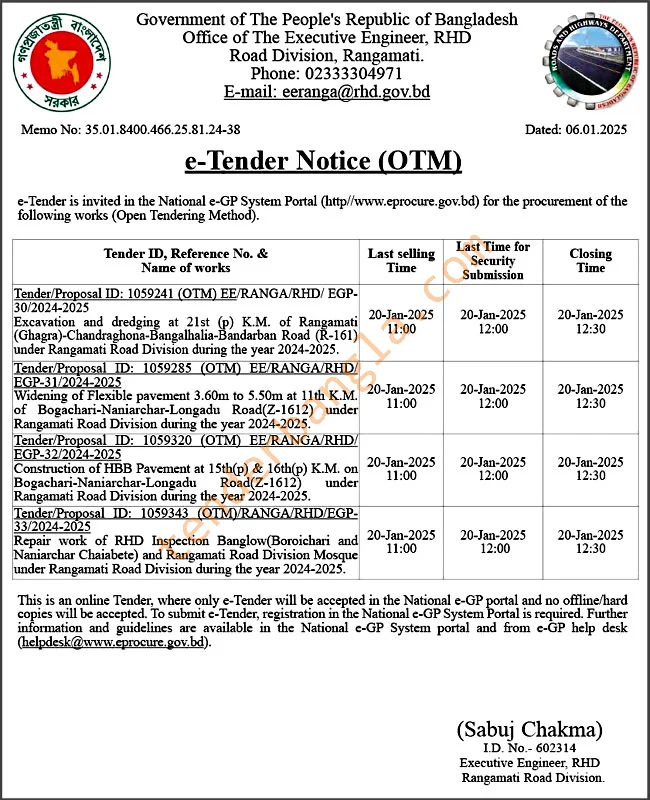 Government of The People's Republic of Bangladesh
Office of The Executive Engineer, RHD
Road Division, Rangamati.
Phone: 02333304971
E-mail: eeranga@rhd.gov.bd
গণপ্রজাতন্ত্রী বাংলাদেশ
সরকার
ROADS AND HIGHWAYS DEPARTMENT
Memo No: 35.01.8400.466.25.81.24-38
Dated: 06.01.2025
e-Tender Notice (OTM)
e-Tender is invited in the National e-GP System Portal (http//www.eprocure.gov.bd) for the procurement of the
following works (Open Tendering Method).
Tender ID, Reference No. &
Name of works
Last selling
Time
Last Time for
Security
Submission
Closing
Time
Tender/Proposal ID: 1059241 (OTM) EE/RANGA/RHD/ EGP-
30/2024-2025
Excavation and dredging at 21st (p) K.M. of Rangamati
(Ghagra)-Chandraghona-Bangalhalia-Bandarban Road (R-161)
under Rangamati Road Division during the year 2024-2025.
20-Jan-2025
11:00
20-Jan-2025
12:00
20-Jan-2025
12:30
Tender/Proposal ID: 1059285 (OTM) EE/RANGA/RHD/
EGP-31/2024-2025
Widening of Flexible pavement 3.60m to 5.50m at 11th K.M.
of Bogachari-Naniarchar-Longadu Road(Z-1612) under
Rangamati Road Division during the year 2024-2025.
20-Jan-2025
11:00
20-Jan-2025
12:00
20-Jan-2025
12:30
Tender/Proposal ID: 1059320 (OTM) EE/RANGA/RHD/
EGP-32/2024-2025
Construction of HBB Pavement at 15th(p) & 16th(p) K.M. on
Bogachari-Naniarchar-Longadu Road(Z-1612) under
Rangamati Road Division during the year 2024-2025.
20-Jan-2025
11:00
20-Jan-2025
12:00
20-Jan-2025
12:30
Tender/Proposal ID: 1059343 (OTM)/RANGA/RHD/EGP-
33/2024-2025
Repair work of RHD Inspection Banglow(Boroichari and
Naniarchar Chaiabete) and Rangamati Road Division Mosque
under Rangamati Road Division during the year 2024-2025.
20-Jan-2025
11:00
20-Jan-2025
12:00
20-Jan-2025
12:30
tenderbangla.com
This is an online Tender, where only e-Tender will be accepted in the National e-GP portal and no offline/hard
copies will be accepted. To submit e-Tender, registration in the National e-GP System Portal is required. Further
information and guidelines are available in the National e-GP System portal and from e-GP help desk
(helpdesk@www.eprocure.gov.bd).
(Sabuj Chakma)
I.D. No.- 602314
Executive Engineer, RHD
Rangamati Road Division.